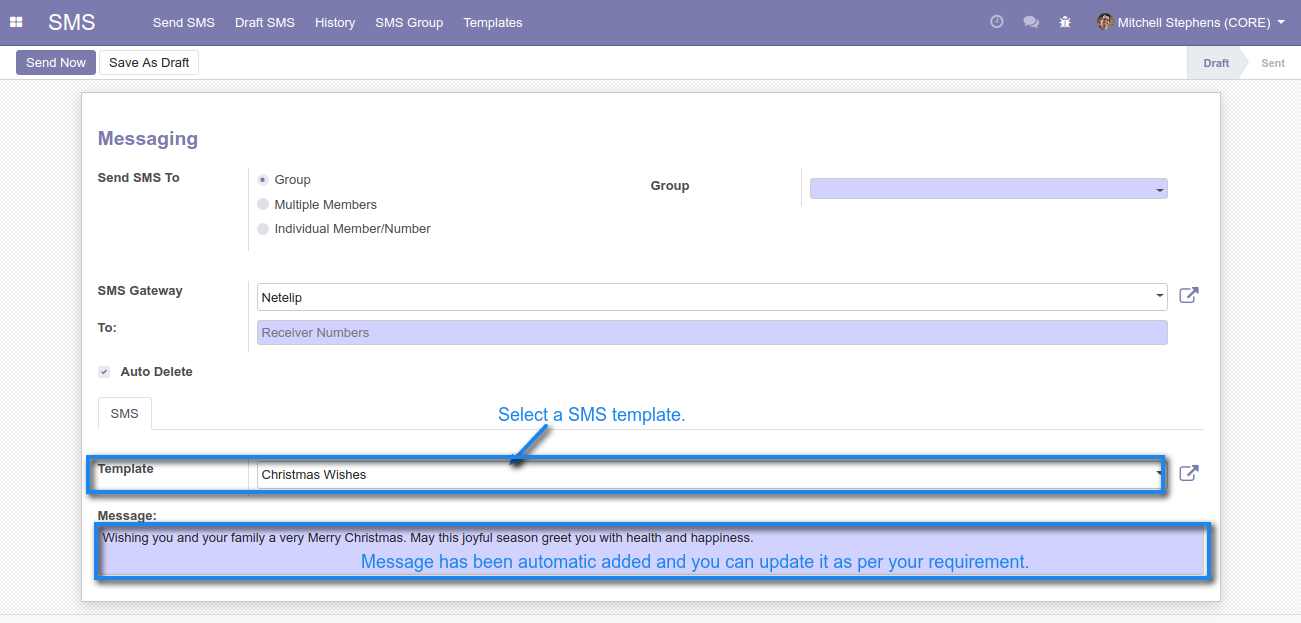 SMS Send SMS Draft SMS History SMS Group Templates Mitchell Stephens (CORE)
Send Now Save As Draft Draft Sent
Messaging
Send SMS To Group Group
Multiple Members
Individual Member/Number
SMS Gateway Netelip
To: Receiver Numbers
Auto Delete
SMS
Select a SMS template.
Template Christmas Wishes
Message:
Wishing you and your family a very Merry Christmas. May this joyful season greet you with health and happiness.
Message has been automatic added and you can update it as per your requirement.